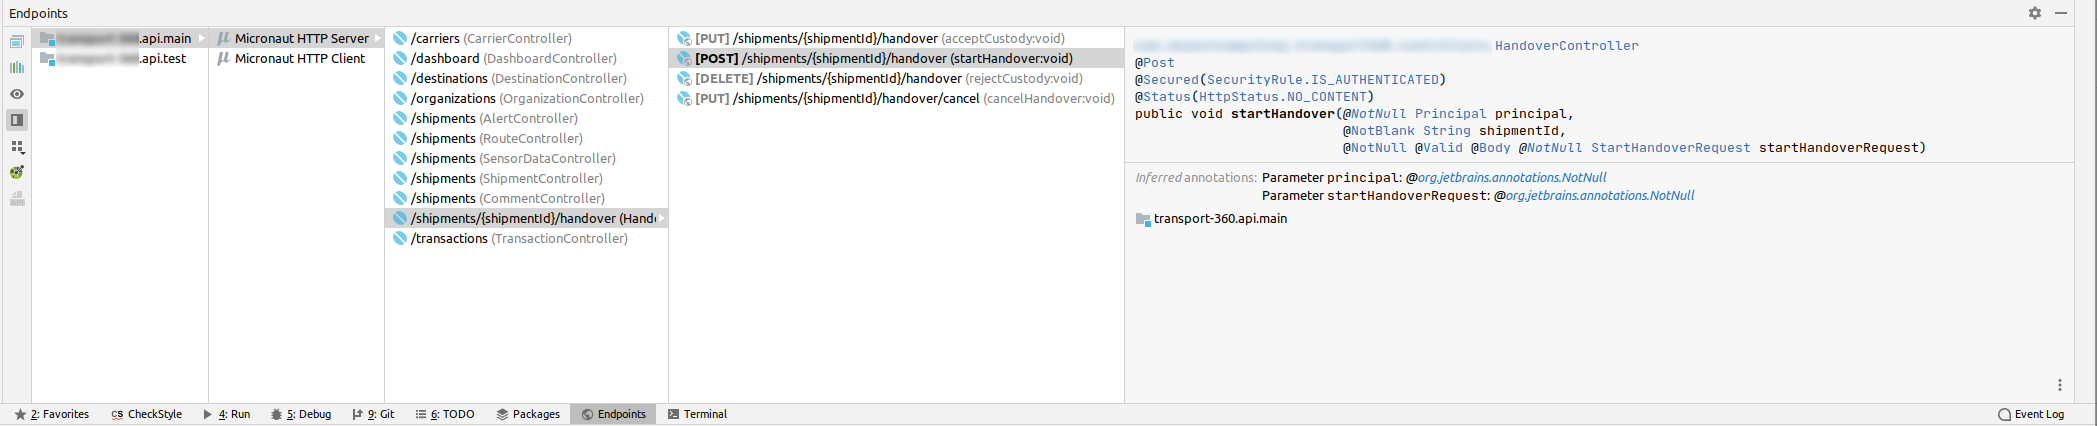 Endpoints
.api.main
.api.test
Micronaut HTTP Server
Micronaut HTTP Client
/carriers (CarrierController)
/dashboard (DashboardController)
/destinations (DestinationController)
/organizations (OrganizationController)
/shipments (AlertController)
/shipments (RouteController)
/shipments (SensorDataController)
/shipments (ShipmentController)
/shipments (CommentController)
/shipments/{shipmentId}/handover (Hand
/transactions (TransactionController)
[PUT] /shipments/{shipmentId}/handover (acceptCustody:void)
[POST] /shipments/{shipmentId}/handover (startHandover:void)
[DELETE] /shipments/{shipmentId}/handover (rejectCustody:void)
[PUT] /shipments/{shipmentId}/handover/cancel (cancelHandover:void)
HandoverController
@Post
@Secured(SecurityRule.IS_AUTHENTICATED)
@Status(HttpStatus.NO_CONTENT)
public void startHandover(@NotNull Principal principal,
@NotBlank String shipmentId,
@NotNull @Valid @Body @NotNull StartHandoverRequest startHandoverRequest)
Inferred annotations: Parameter principal: @org.jetbrains.annotations.NotNull
Parameter startHandoverRequest: @org.jetbrains.annotations.NotNull
transport-360.api.main
2: Favorites CheckStyle 4: Run 5: Debug 9: Git 6: TODO Packages Endpoints Terminal Event Log